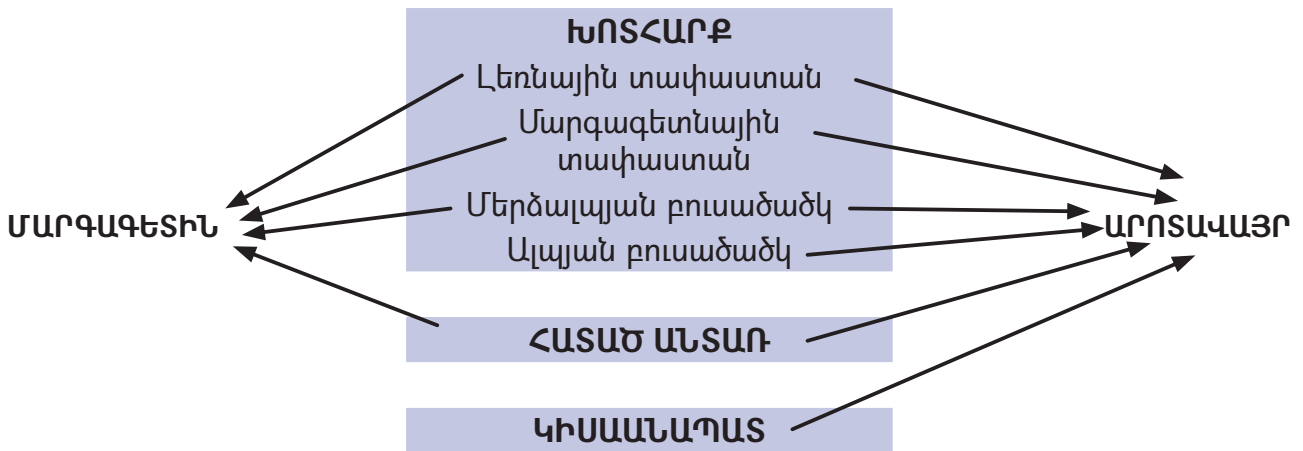 ԽՈՏՀԱՐՔ
Լեռնային տափաստան
Մարգագետնային
տափաստան
Մերձալպյան բուսածածկ
Ալպյան բուսածածկ
ՄԱՐԳԱԳԵՏԻՆ
ԱՐՈՏԱՎԱՅՐ
ՀԱՏԱԾ ԱՆՏԱՌ
ԿԻՍԱԱՆԱՊԱՏ